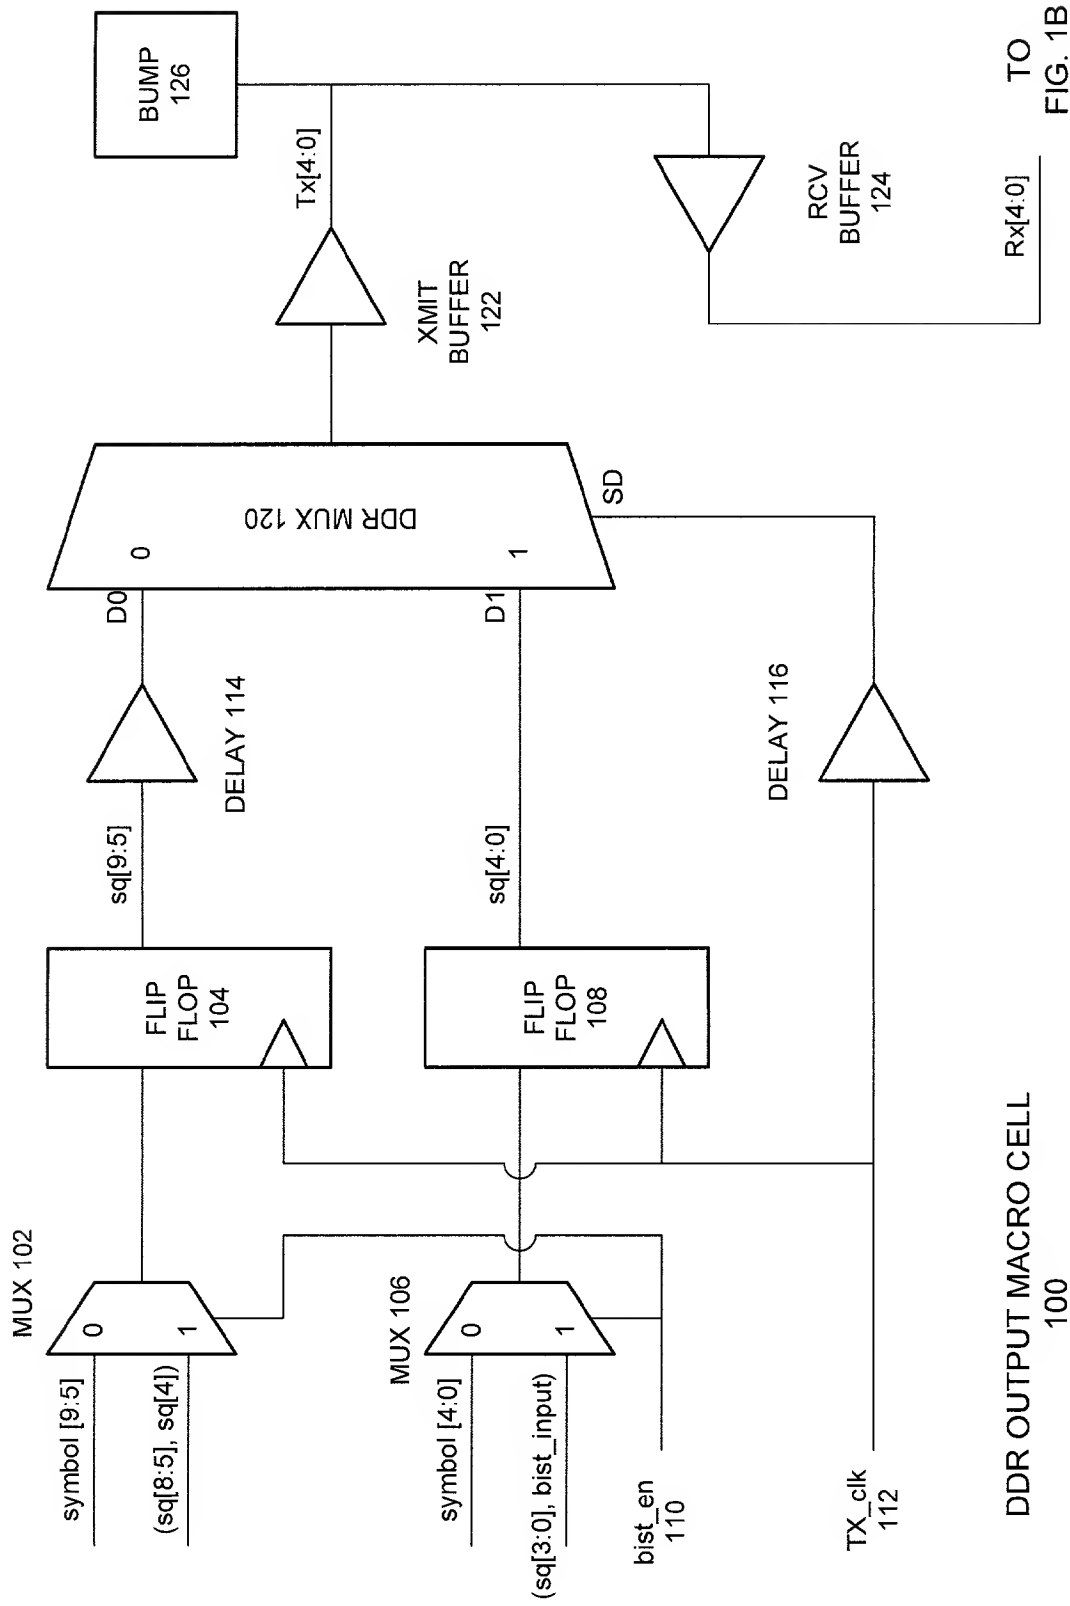 MUX 102
symbol [9:5]
0
(sq[8:5], sq[4])
1
FLIP
FLOP
104
sq[9:5]
DELAY 114
D0
0
DDR MUX 120
D1
1
SD
XMIT
BUFFER
122
Tx[4:0]
BUMP
126
MUX 106
symbol [4:0]
0
(sq[3:0], bist_input)
1
FLIP
FLOP
108
sq[4:0]
bist_en
110
TX_clk
112
DELAY 116
RCV
BUFFER
124
Rx[4:0]
TO
FIG. 1B
DDR OUTPUT MACRO CELL
100